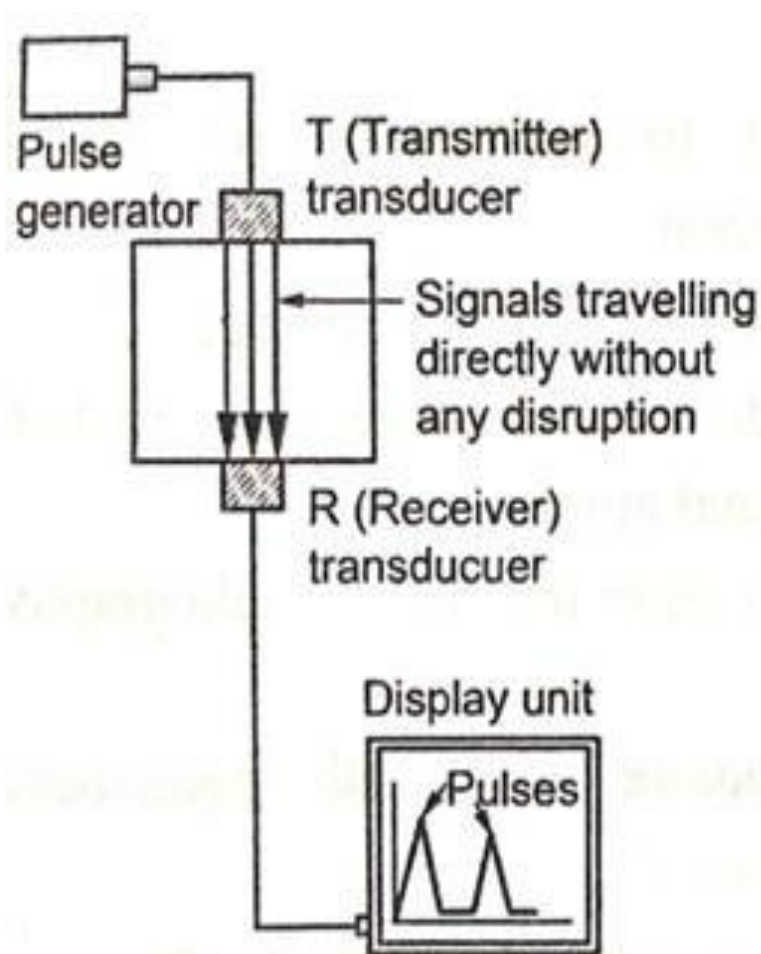 Pulse
generator
T (Transmitter)
transducer
Signals travelling
directly without
any disruption
R (Receiver)
transducuer
Display unit
Pulses